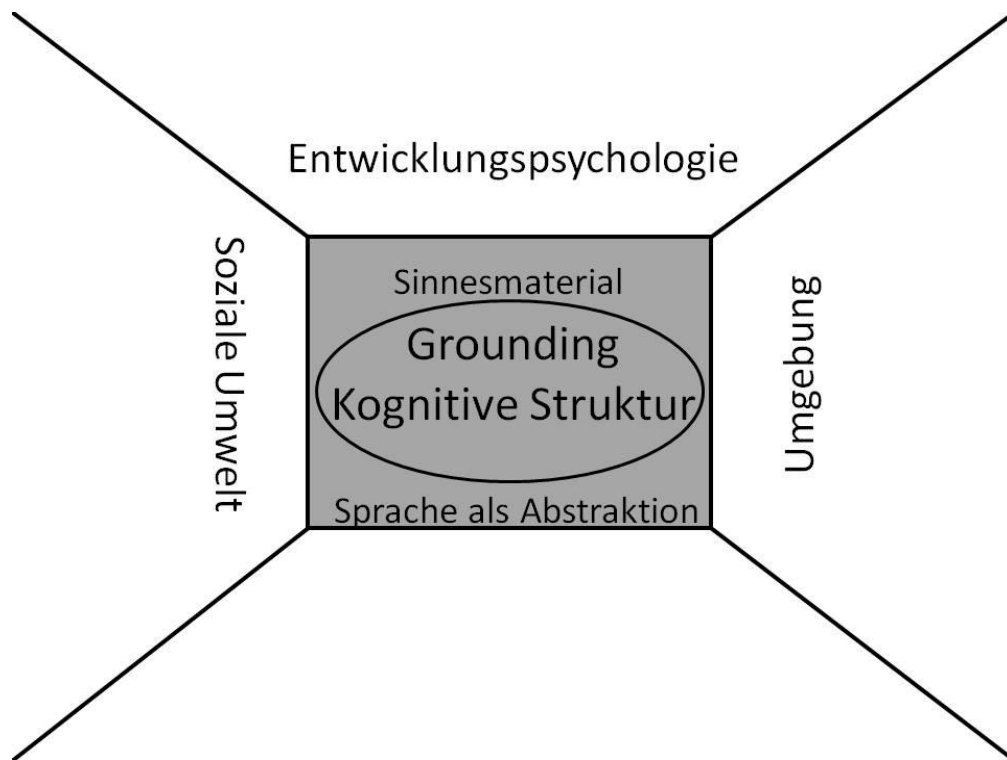 Entwicklungspsychologie
Soziale Umwelt
Sinnesmaterial
Grounding
Kognitive Struktur
Sprache als Abstraktion
Umgebung